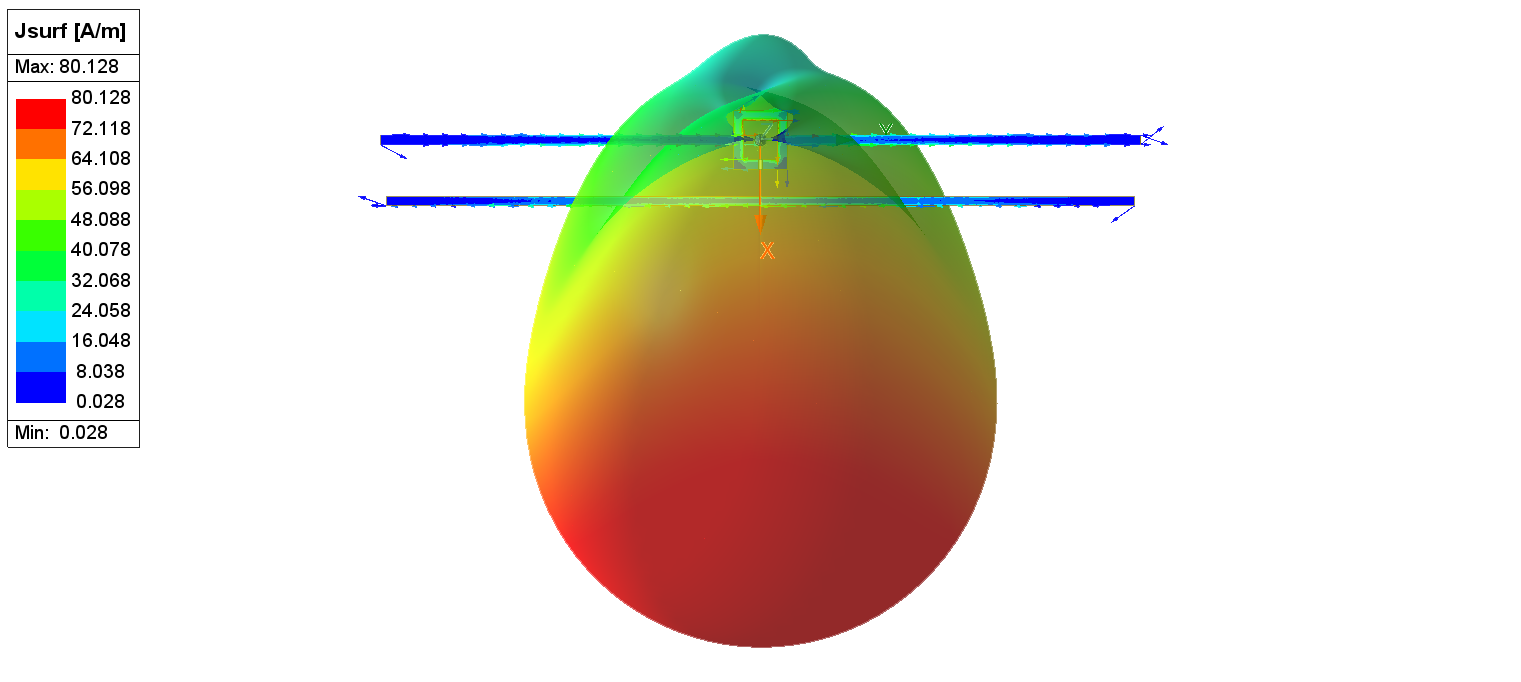 Jsurf [A/m]
Max: 80.128
80.128
72.118
64.108
56.098
48.088
40.078
32.068
24.058
16.048
8.038
0.028
Min: 0.028
Y
X